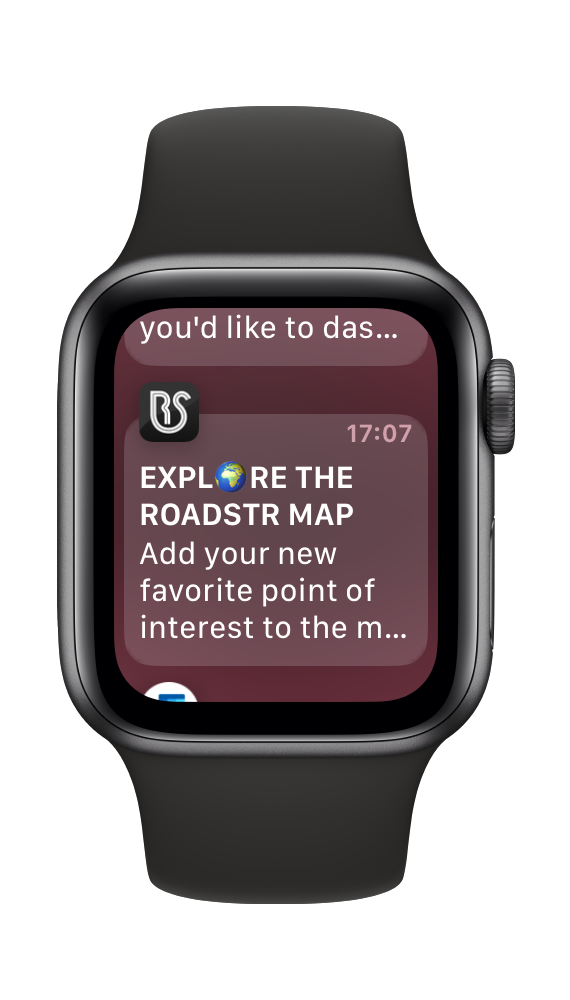 you'd like to das...
RS
17:07
EXPL🌍RE THE
ROADSTR MAP
Add your new
favorite point of
interest to the m...